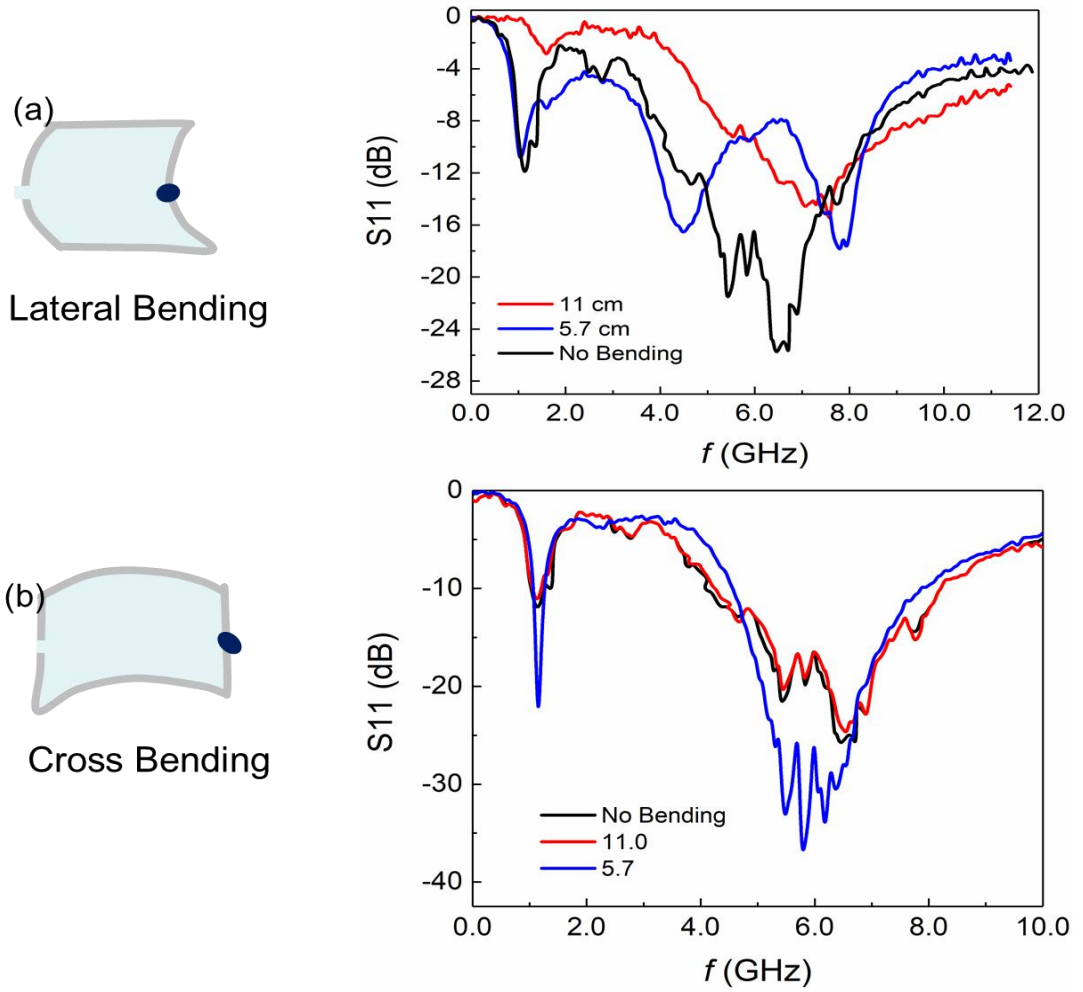 (a)
Lateral Bending
0
-4
-8
-12
-16
-20
-24
-28
S11 (dB)
11 cm
5.7 cm
No Bending
0.0 2.0 4.0 6.0 8.0 10.0 12.0
f (GHz)
(b)
Cross Bending
0
-10
-20
-30
-40
S11 (dB)
No Bending
11.0
5.7
0.0 2.0 4.0 6.0 8.0 10.0
f (GHz)